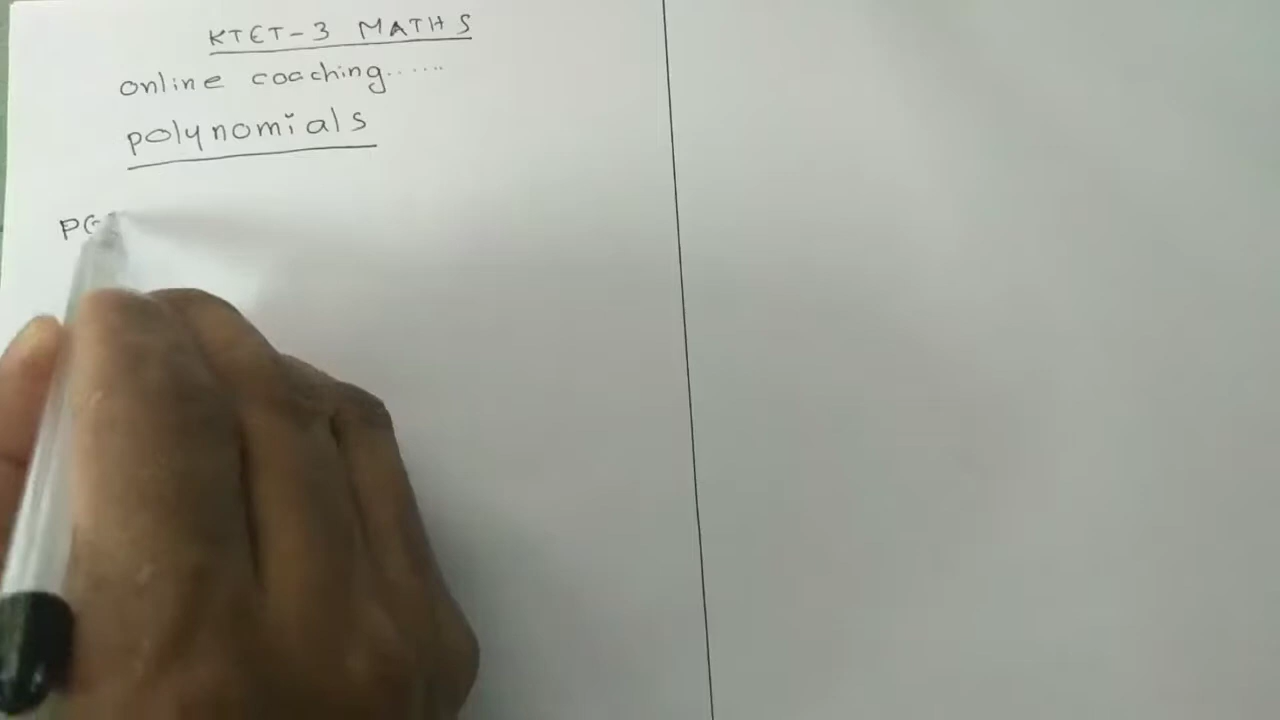 KTET-3 MATHS
online coaching......
polynomials
P(